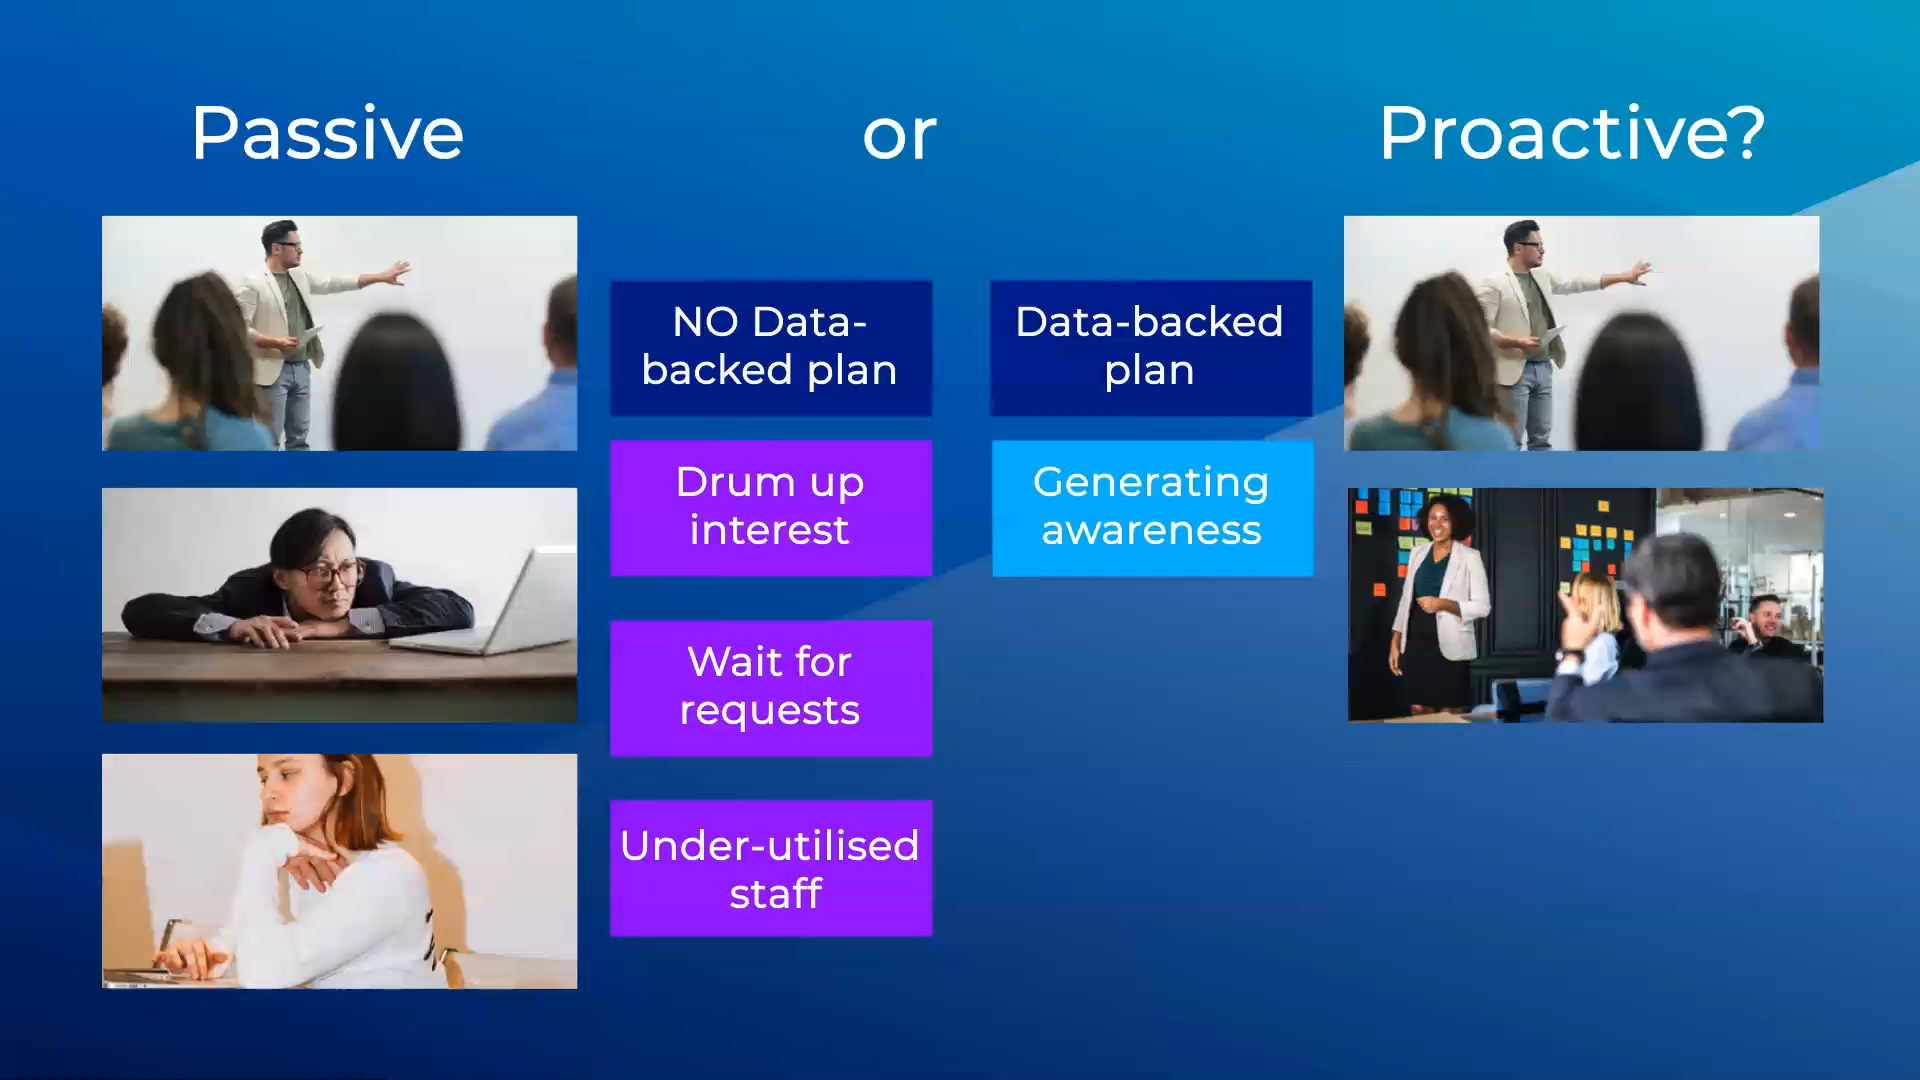 Passive or Proactive?
NO Data-
backed plan
Data-backed
plan
Drum up
interest
Generating
awareness
Wait for
requests
Under-utilised
staff